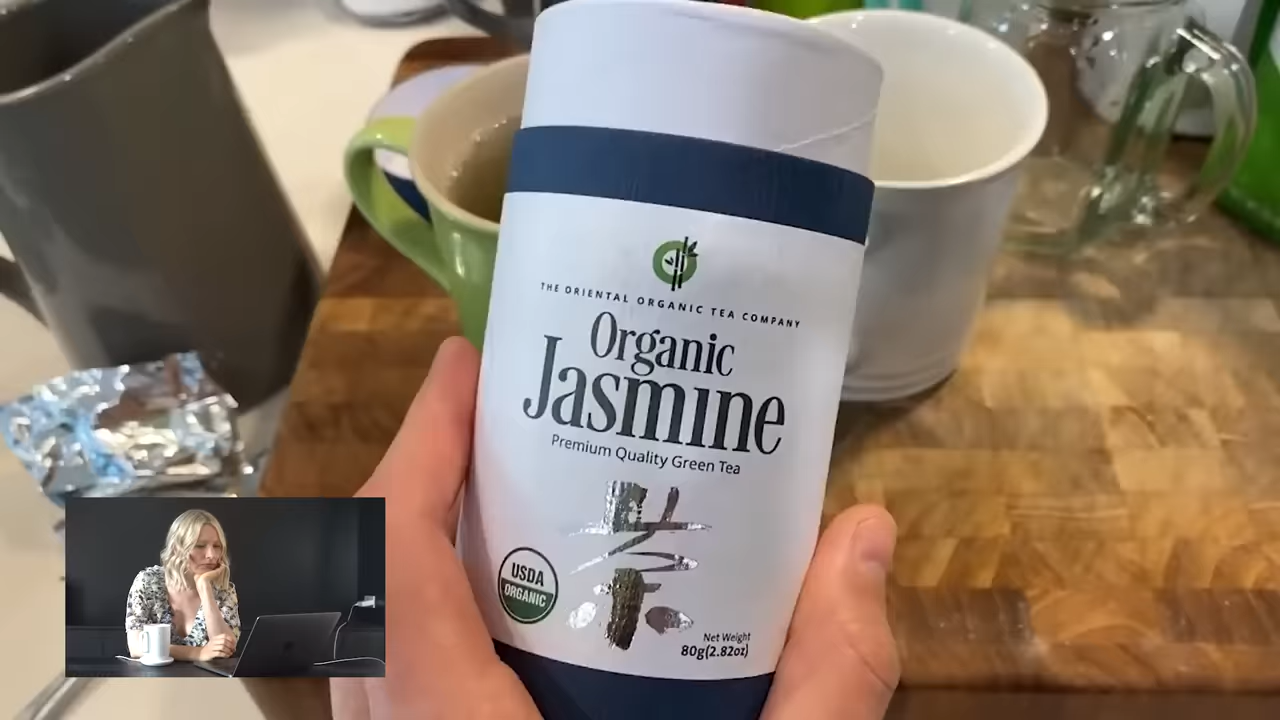 THE ORIENTAL ORGANIC TEA COMPANY
Organic
Jasmine
Premium Quality Green Tea
茶
USDA
ORGANIC
Net Weight
80g(2.82oz)